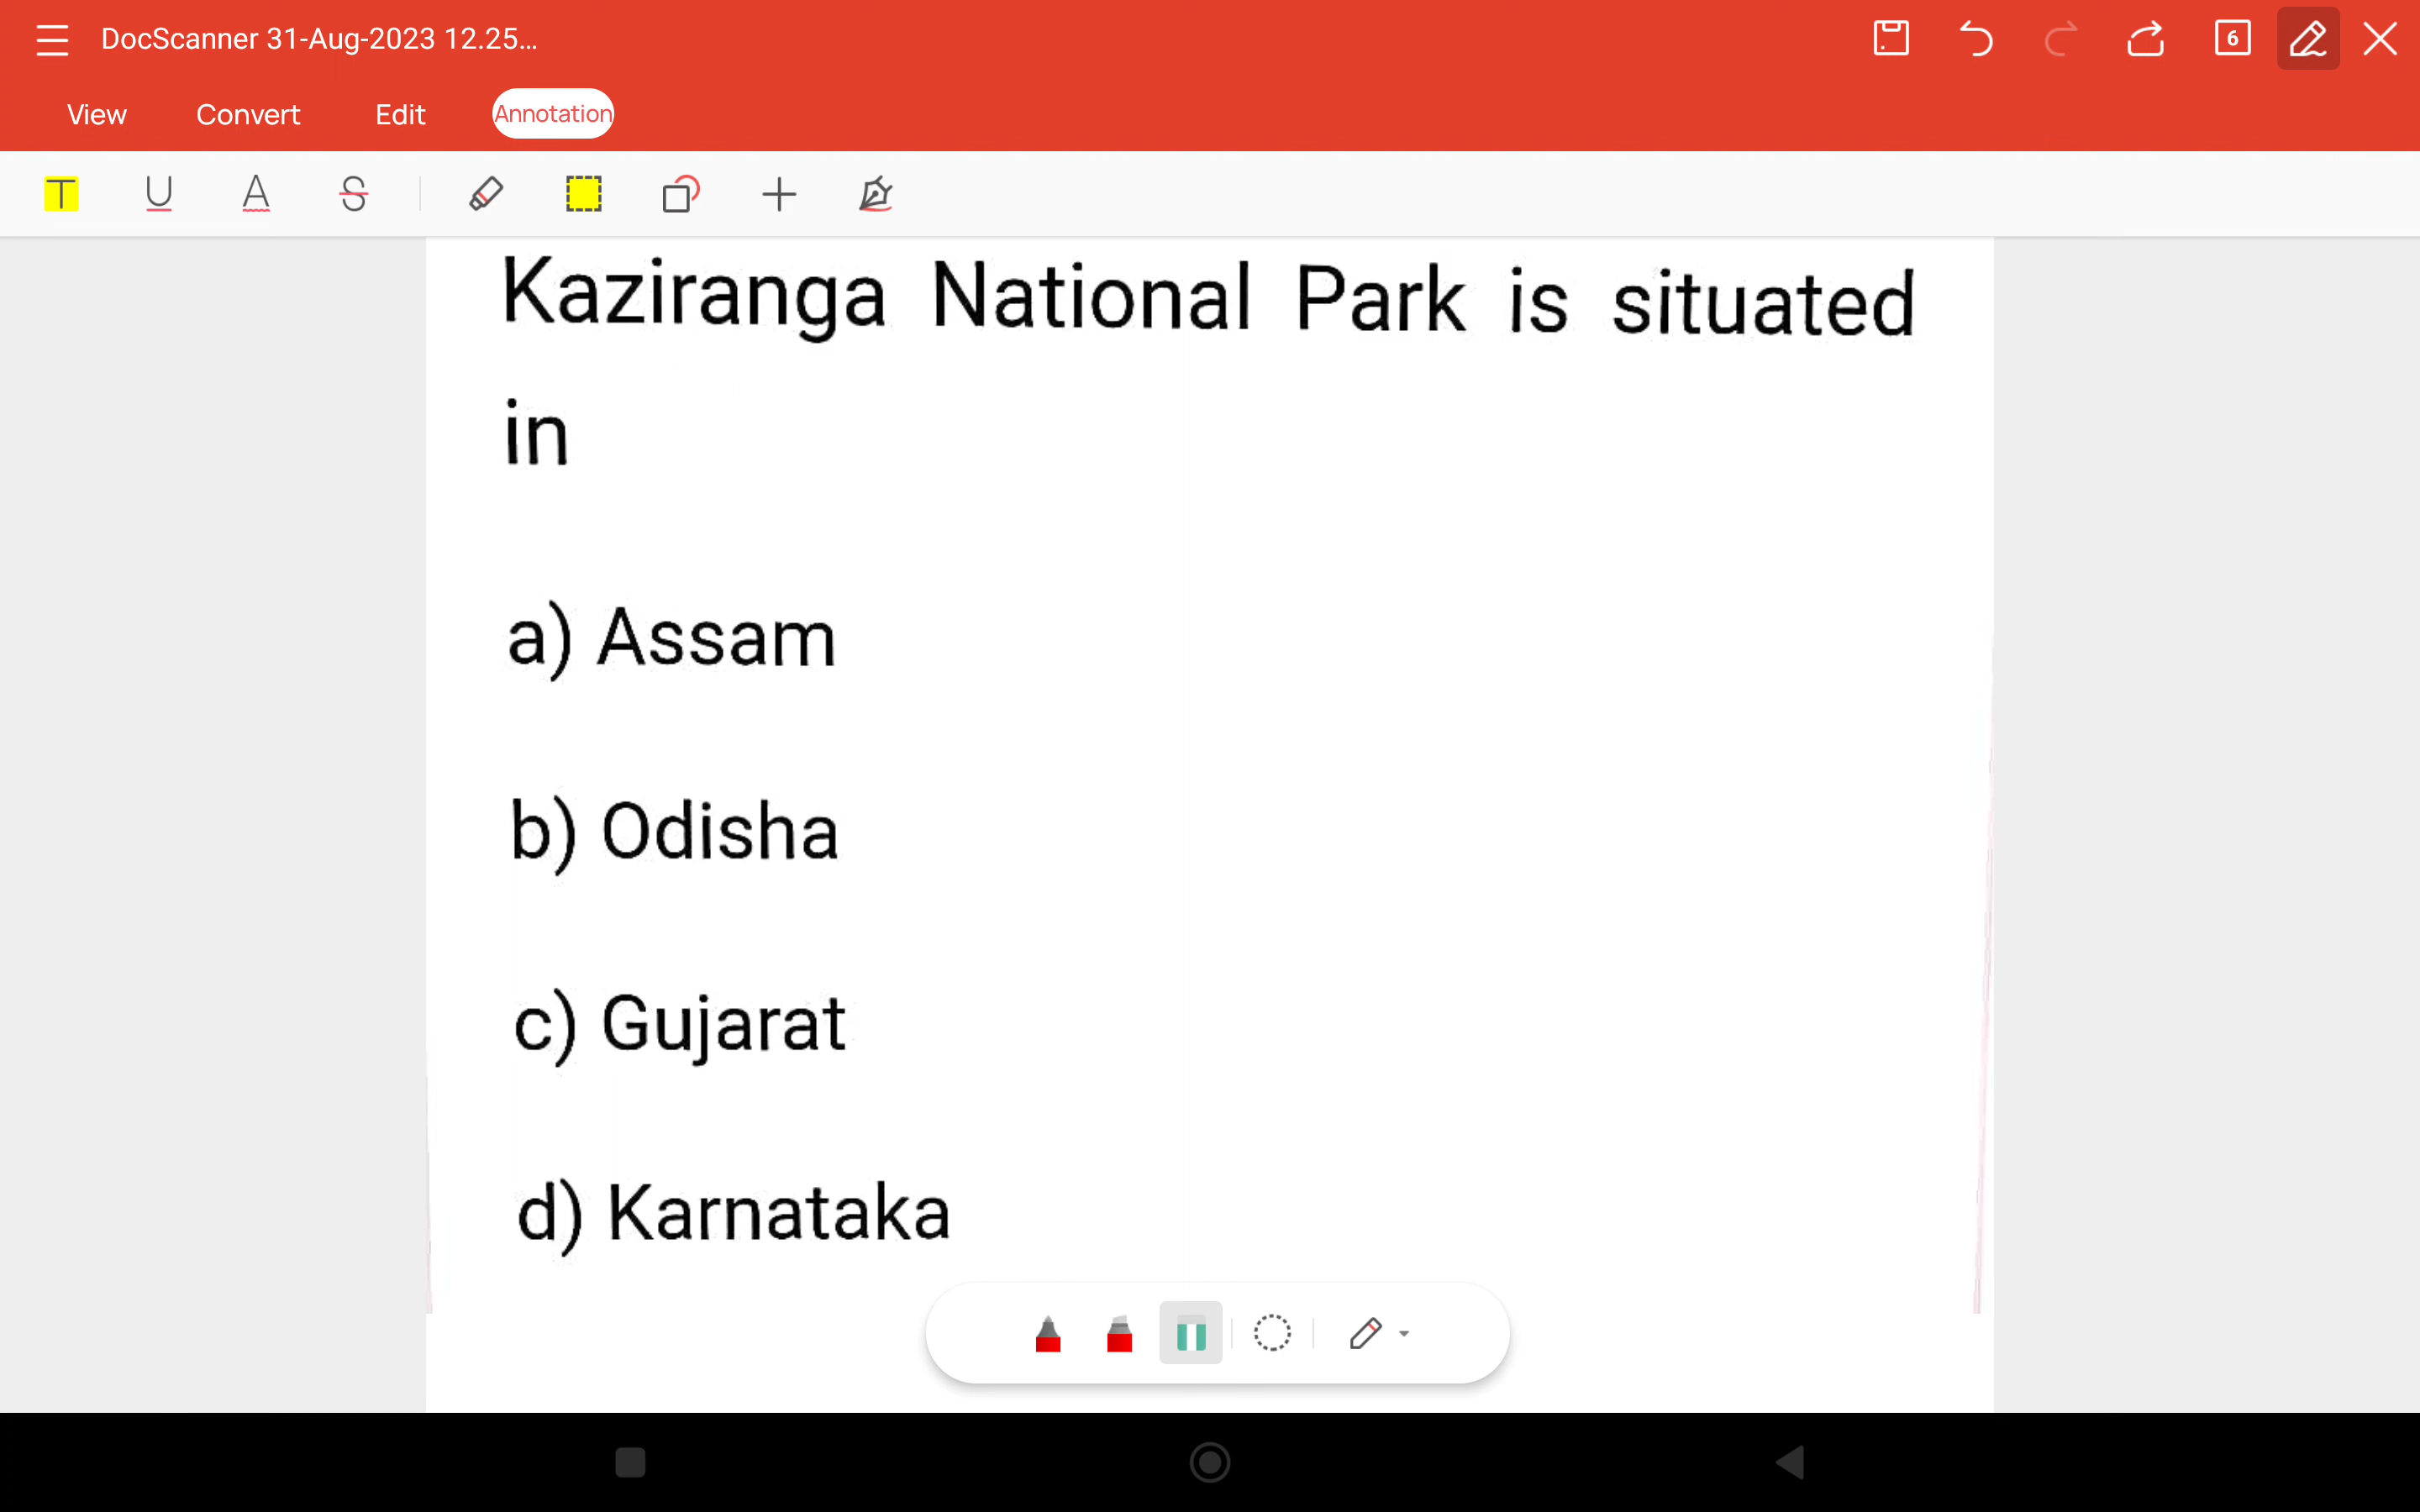 DocScanner 31-Aug-2023 12.25...
6
View Convert Edit Annotation
T U A S
Kaziranga National Park is situated
in
a) Assam
b) Odisha
c) Gujarat
d) Karnataka